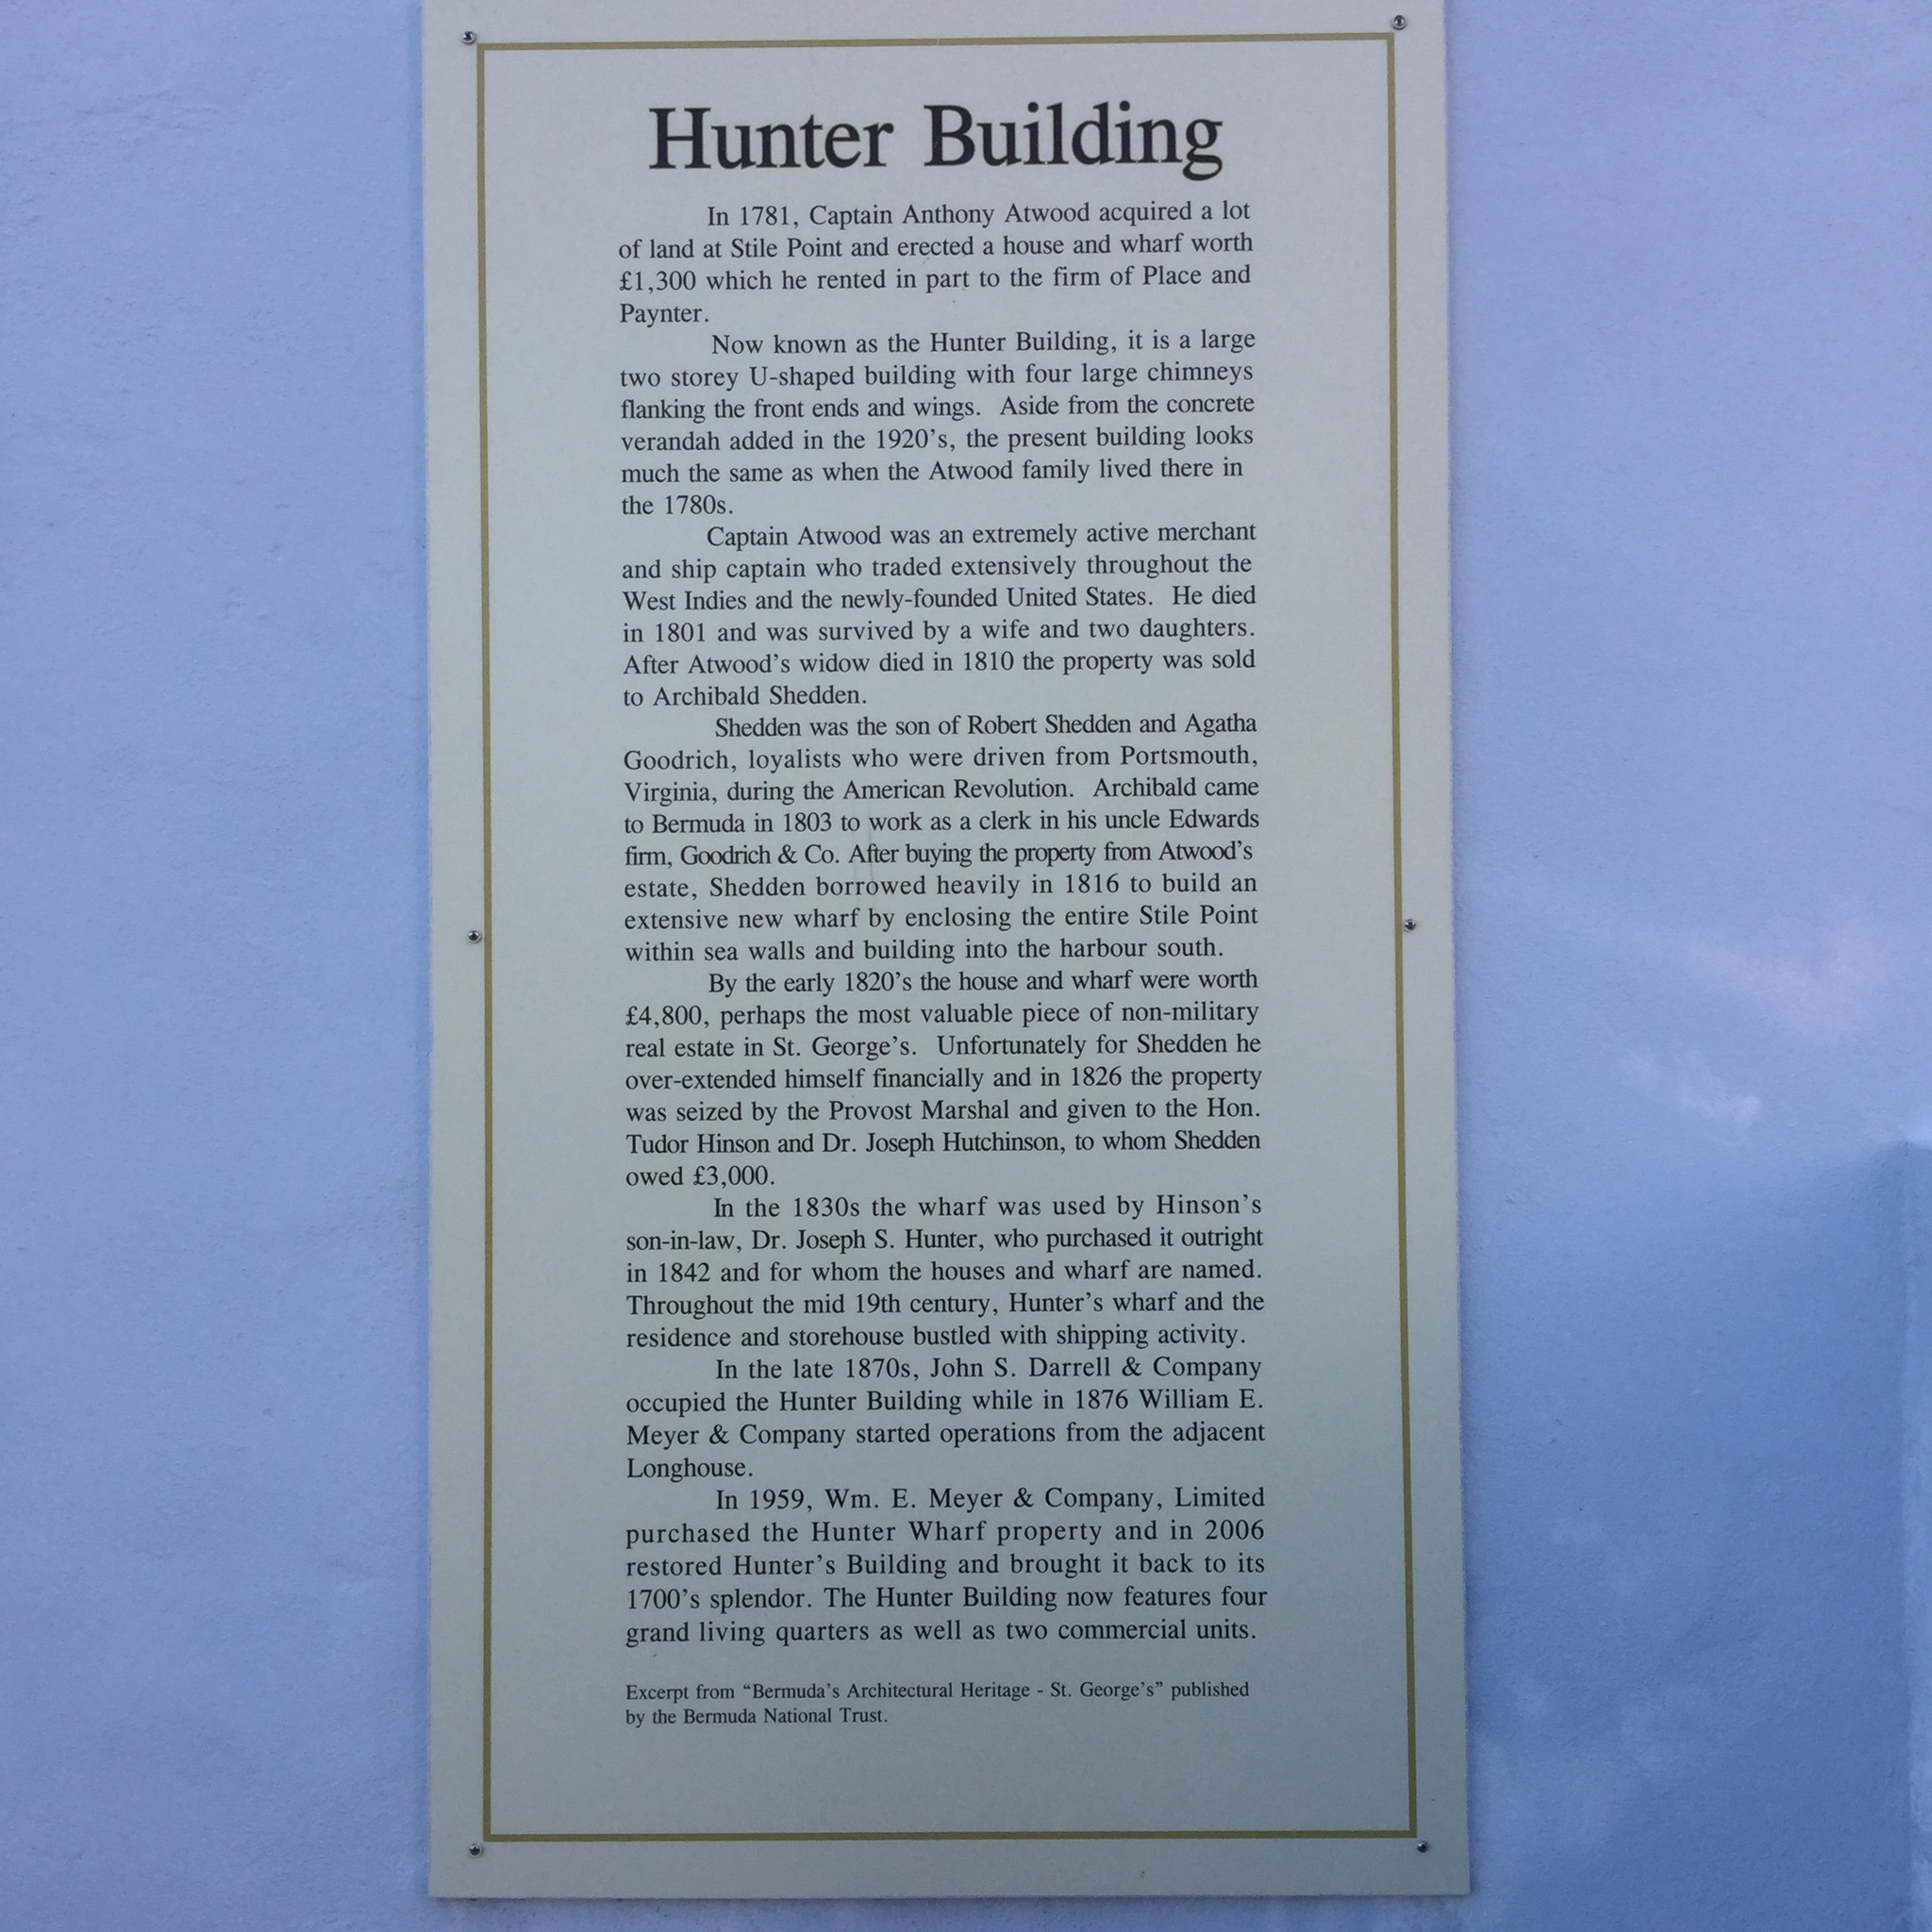 Hunter Building
In 1781, Captain Anthony Atwood acquired a lot
of land at Stile Point and erected a house and wharf worth
£1,300 which he rented in part to the firm of Place and
Paynter.
Now known as the Hunter Building, it is a large
two storey U-shaped building with four large chimneys
flanking the front ends and wings. Aside from the concrete
verandah added in the 1920's, the present building looks
much the same as when the Atwood family lived there in
the 1780s.
Captain Atwood was an extremely active merchant
and ship captain who traded extensively throughout the
West Indies and the newly-founded United States. He died
in 1801 and was survived by a wife and two daughters.
After Atwood's widow died in 1810 the property was sold
to Archibald Shedden.
Shedden was the son of Robert Shedden and Agatha
Goodrich, loyalists who were driven from Portsmouth,
Virginia, during the American Revolution. Archibald came
to Bermuda in 1803 to work as a clerk in his uncle Edwards
firm, Goodrich & Co. After buying the property from Atwood's
estate, Shedden borrowed heavily in 1816 to build an
extensive new wharf by enclosing the entire Stile Point
within sea walls and building into the harbour south.
By the early 1820's the house and wharf were worth
£4,800, perhaps the most valuable piece of non-military
real estate in St. George's. Unfortunately for Shedden he
over-extended himself financially and in 1826 the property
was seized by the Provost Marshal and given to the Hon.
Tudor Hinson and Dr. Joseph Hutchinson, to whom Shedden
owed £3,000.
In the 1830s the wharf was used by Hinson's
son-in-law, Dr. Joseph S. Hunter, who purchased it outright
in 1842 and for whom the houses and wharf are named.
Throughout the mid 19th century, Hunter's wharf and the
residence and storehouse bustled with shipping activity.
In the late 1870s, John S. Darrell & Company
occupied the Hunter Building while in 1876 William E.
Meyer & Company started operations from the adjacent
Longhouse.
In 1959, Wm. E. Meyer & Company, Limited
purchased the Hunter Wharf property and in 2006
restored Hunter's Building and brought it back to its
1700's splendor. The Hunter Building now features four
grand living quarters as well as two commercial units.
Excerpt from “Bermuda's Architectural Heritage - St. George's” published
by the Bermuda National Trust.